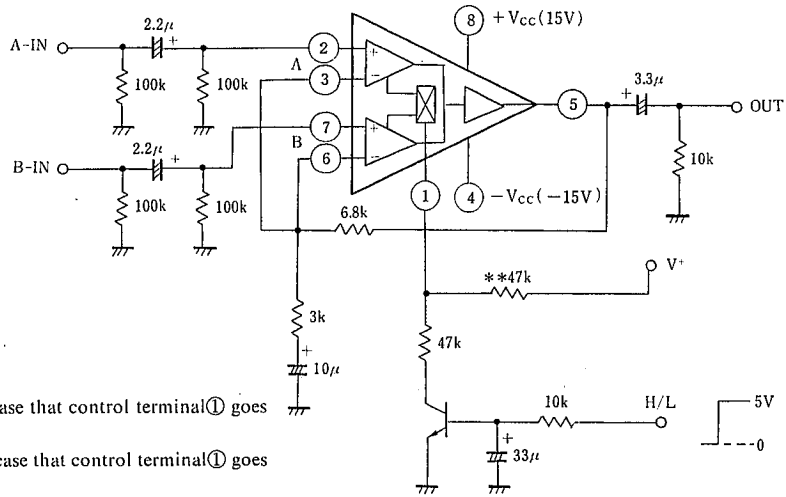 2.2μ
+
8 +Vcc(15V)
A-IN
2
+
A
3
−
100k
100k
3.3μ
+
5
OUT
7
+
2.2μ
+
B
6
−
B-IN
10k
1
4 −Vcc(−15V)
100k
100k
6.8k
V+
**47k
3k
47k
+
10μ
ase that control terminal① goes
10k
H/L
5V
0
+
33μ
case that control terminal① goes